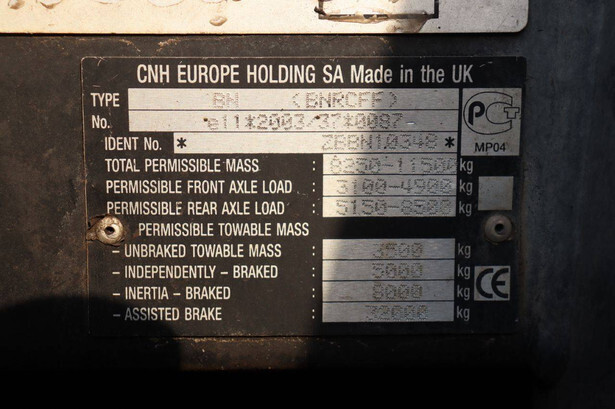 CNH EUROPE HOLDING SA Made in the UK
TYPE BN (BNRCFF)
No. e11*2003/37*0087
IDENT No. * ZBBN10348 *
MP04
TOTAL PERMISSIBLE MASS : 8250-11500 kg
PERMISSIBLE FRONT AXLE LOAD : 3100-4900 kg
PERMISSIBLE REAR AXLE LOAD : 5150-8500 kg
PERMISSIBLE TOWABLE MASS
- UNBRAKED TOWABLE MASS : 3500 kg
- INDEPENDENTLY - BRAKED : 5000 kg
- INERTIA - BRAKED : 8000 kg
- ASSISTED BRAKE : 32000 kg
CE